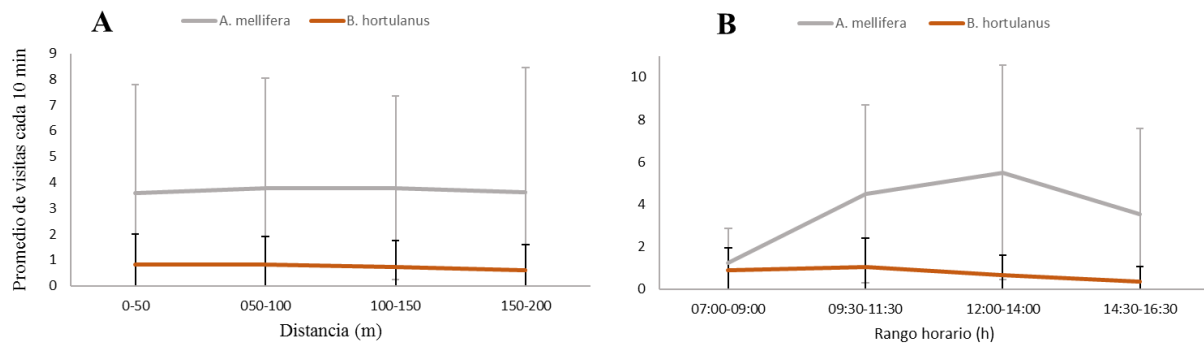 A
A. mellifera B. hortulanus
Promedio de visitas cada 10 min
9
8
7
6
5
4
3
2
1
0
0-50 050-100 100-150 150-200
Distancia (m)
B
A. mellifera B. hortulanus
10
8
6
4
2
0
07:00-09:00 09:30-11:30 12:00-14:00 14:30-16:30
Rango horario (h)